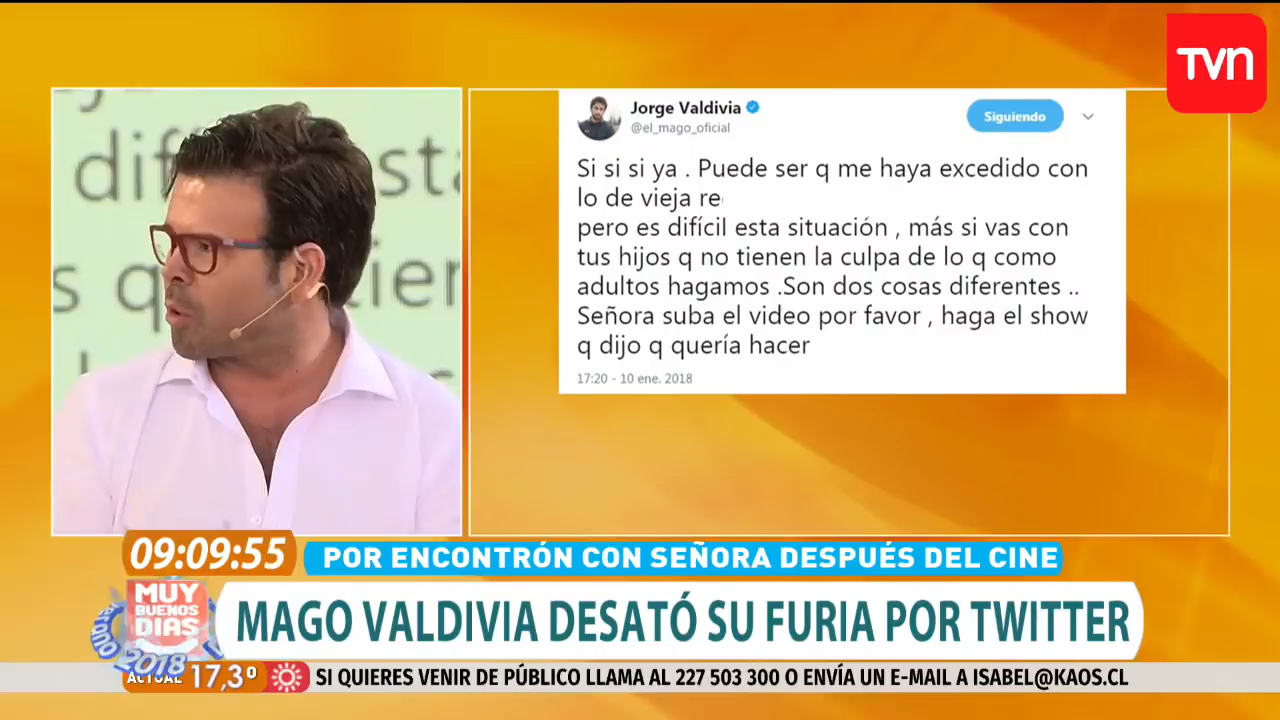 TVN
Jorge Valdivia
Siguiendo
@el_mago_oficial
Si si si ya . Puede ser q me haya excedido con
lo de vieja re
pero es difícil esta situación , más si vas con
tus hijos q no tienen la culpa de lo q como
adultos hagamos .Son dos cosas diferentes ..
Señora suba el video por favor , haga el show
q dijo q quería hacer
17:20 - 10 ene. 2018
09:09:55
POR ENCONTRÓN CON SEÑORA DESPUÉS DEL CINE
MUY
BUENOS
DÍAS
2018
MAGO VALDIVIA DESATÓ SU FURIA POR TWITTER
ACTUAL 17,3°
SI QUIERES VENIR DE PÚBLICO LLAMA AL 227 503 300 O ENVÍA UN E-MAIL A ISABEL@KAOS.CL